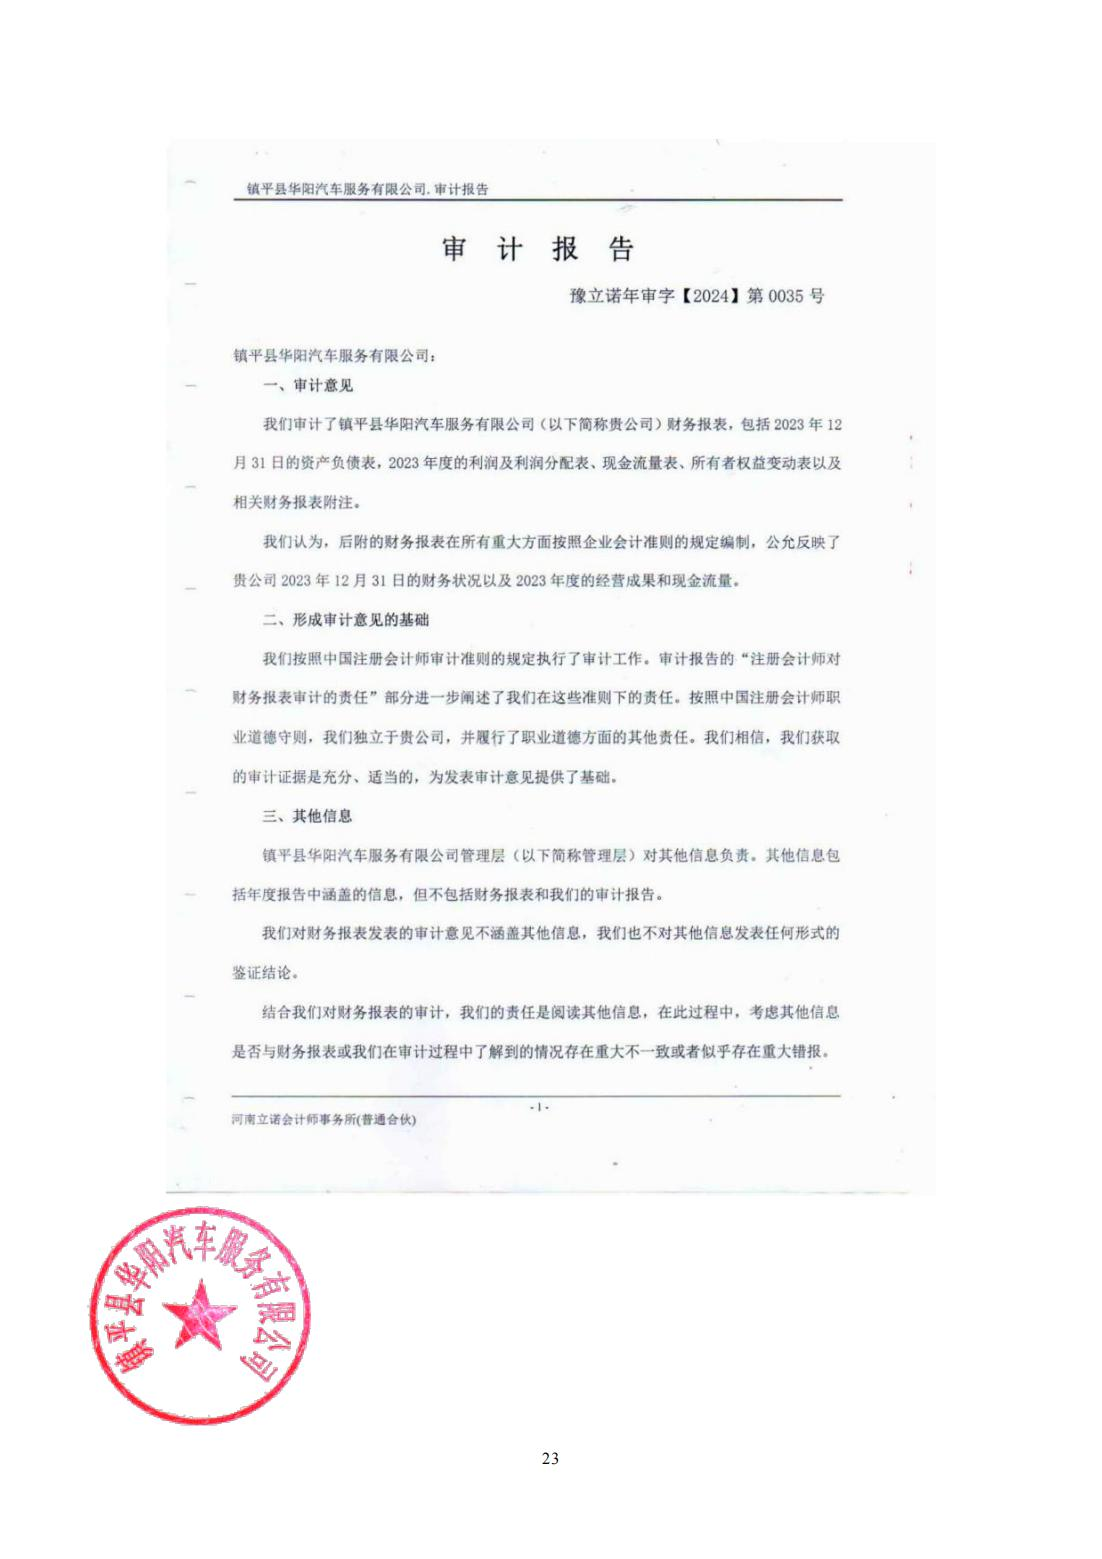 镇平县华阳汽车服务有限公司.审计报告
审 计 报 告
豫立诺年审字【2024】第 0035 号
镇平县华阳汽车服务有限公司：
一、审计意见
我们审计了镇平县华阳汽车服务有限公司（以下简称贵公司）财务报表，包括 2023 年 12
月 31 日的资产负债表，2023 年度的利润及利润分配表、现金流量表、所有者权益变动表以及
相关财务报表附注。
我们认为，后附的财务报表在所有重大方面按照企业会计准则的规定编制，公允反映了
贵公司 2023 年 12 月 31 日的财务状况以及 2023 年度的经营成果和现金流量。
二、形成审计意见的基础
我们按照中国注册会计师审计准则的规定执行了审计工作。审计报告的“注册会计师对
财务报表审计的责任”部分进一步阐述了我们在这些准则下的责任。按照中国注册会计师职
业道德守则，我们独立于贵公司，并履行了职业道德方面的其他责任。我们相信，我们获取
的审计证据是充分、适当的，为发表审计意见提供了基础。
三、其他信息
镇平县华阳汽车服务有限公司管理层（以下简称管理层）对其他信息负责。其他信息包
括年度报告中涵盖的信息，但不包括财务报表和我们的审计报告。
我们对财务报表发表的审计意见不涵盖其他信息，我们也不对其他信息发表任何形式的
鉴证结论。
结合我们对财务报表的审计，我们的责任是阅读其他信息，在此过程中，考虑其他信息
是否与财务报表或我们在审计过程中了解到的情况存在重大不一致或者似乎存在重大错报。
- 1 -
河南立诺会计师事务所(普通合伙)
镇平县华阳汽车服务有限公司
23